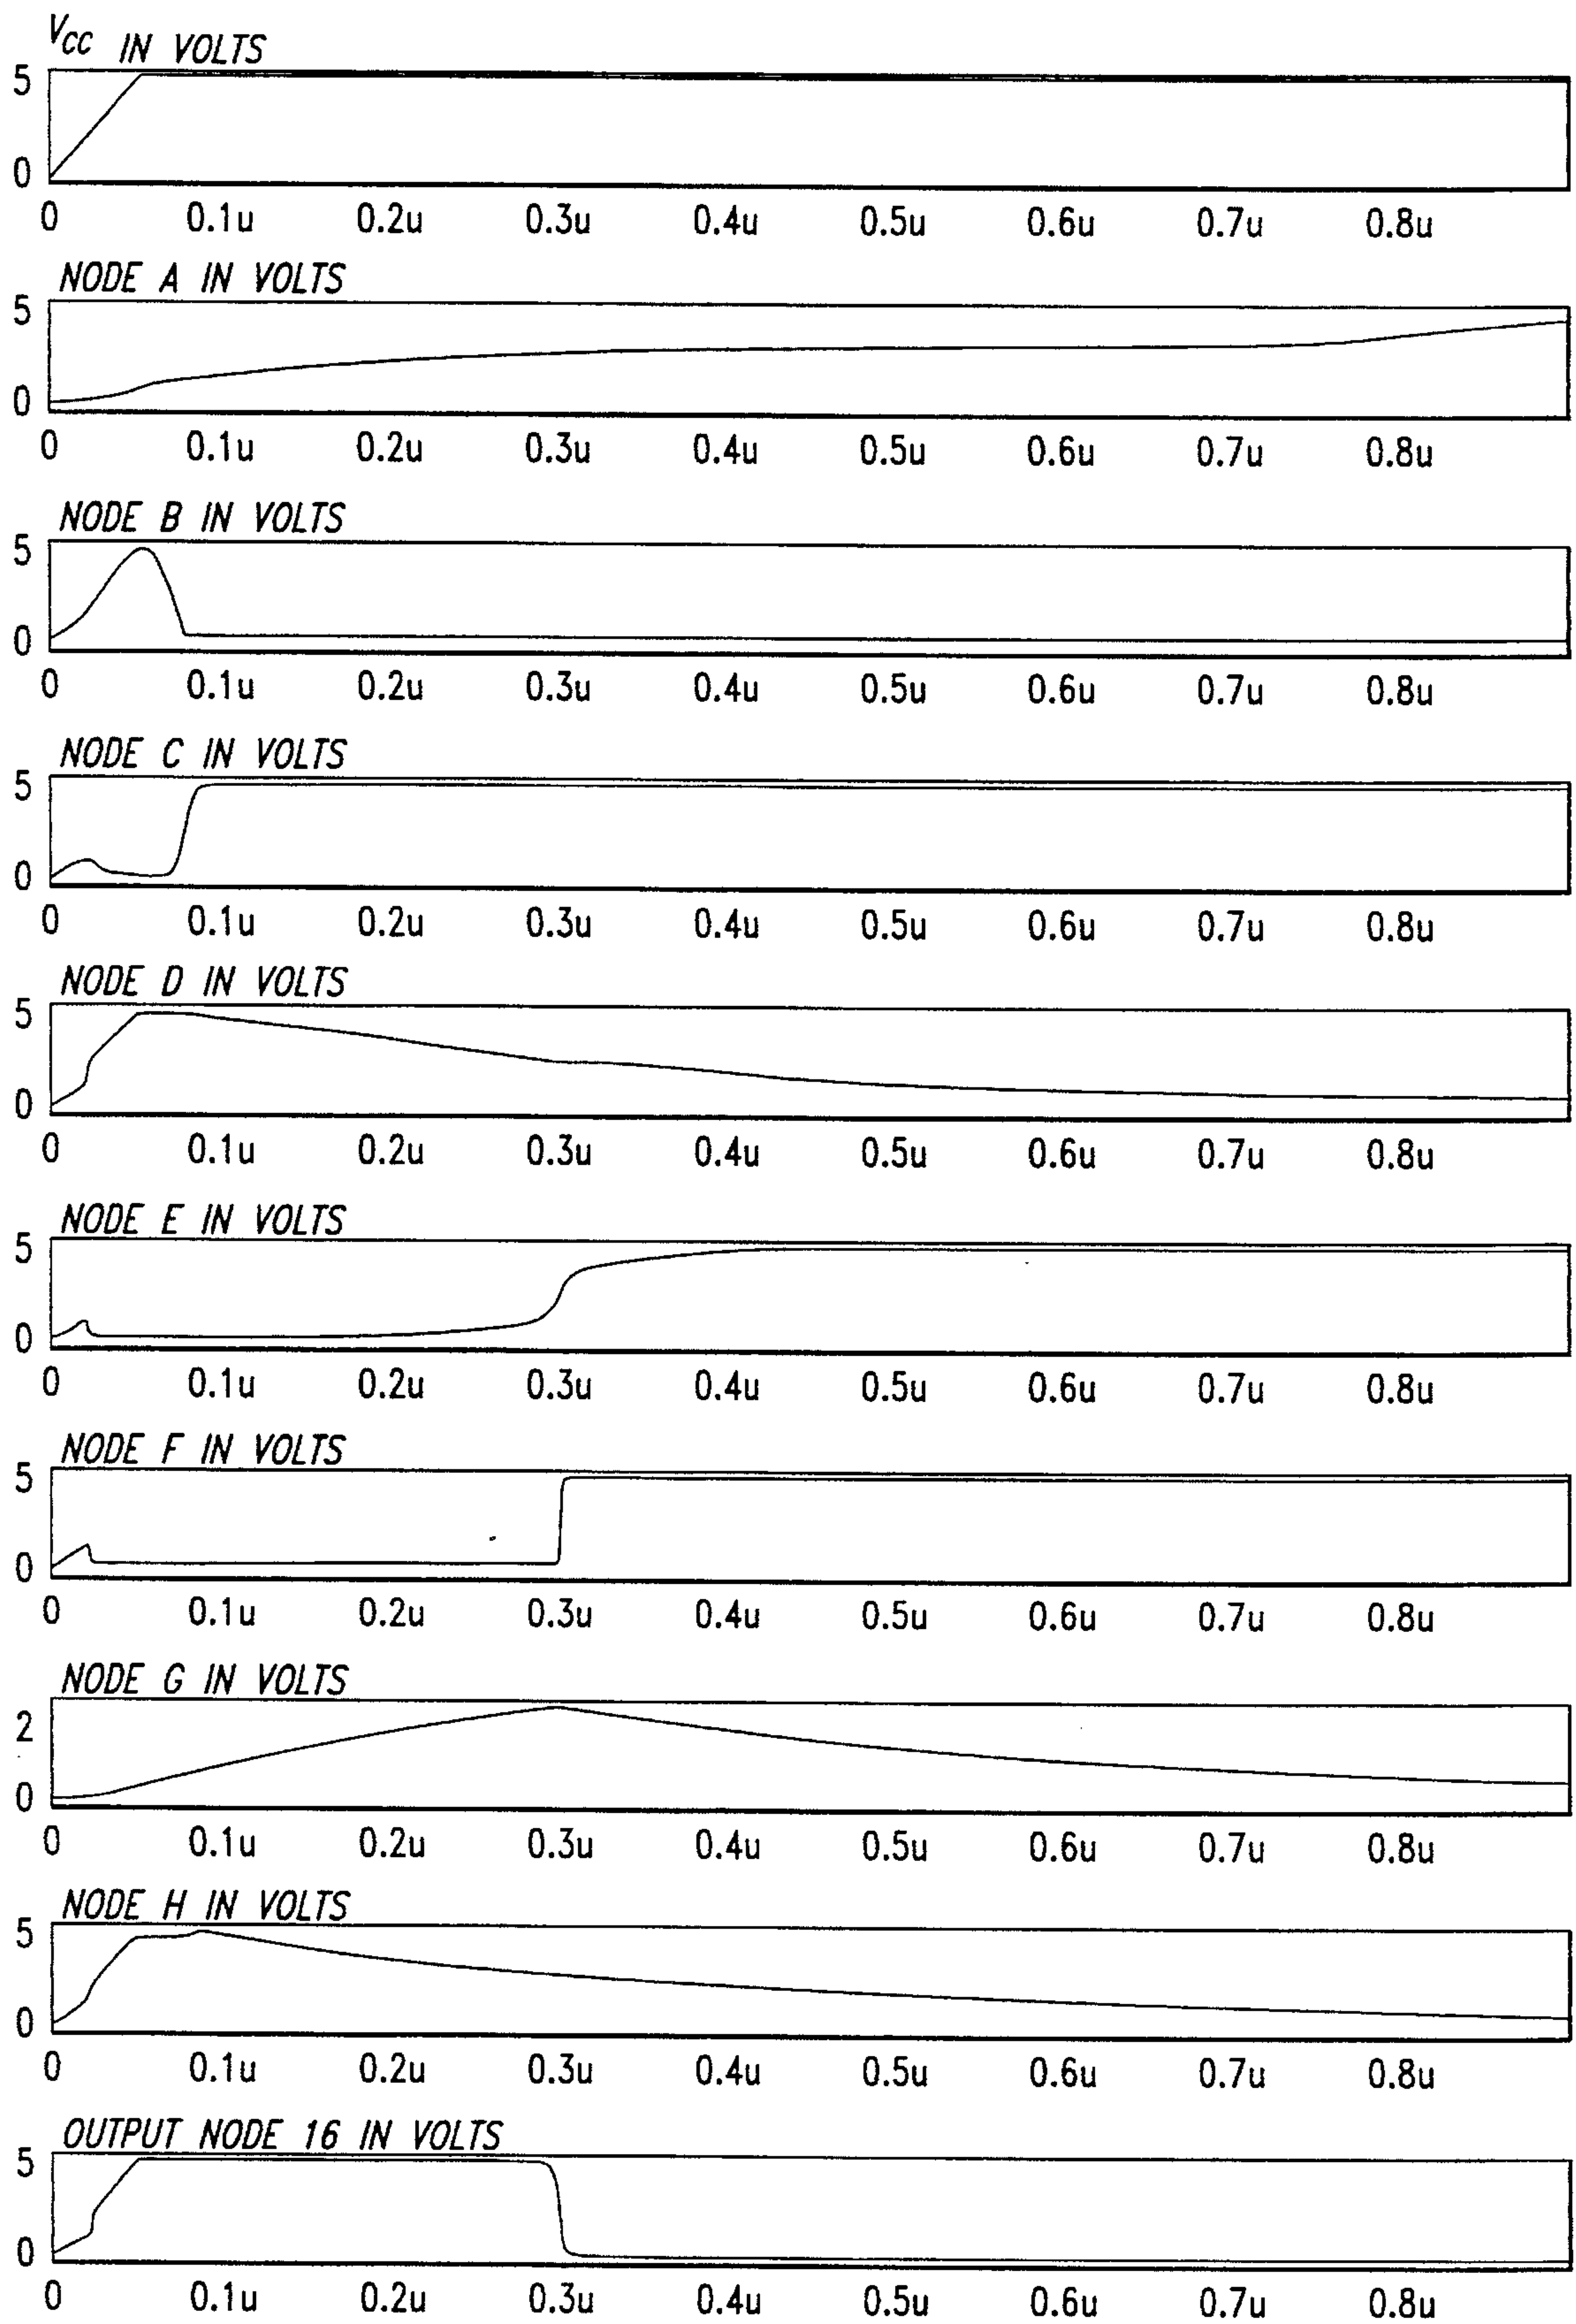 VCC IN VOLTS
5
0
0 0.1u 0.2u 0.3u 0.4u 0.5u 0.6u 0.7u 0.8u
NODE A IN VOLTS
5
0
0 0.1u 0.2u 0.3u 0.4u 0.5u 0.6u 0.7u 0.8u
NODE B IN VOLTS
5
0
0 0.1u 0.2u 0.3u 0.4u 0.5u 0.6u 0.7u 0.8u
NODE C IN VOLTS
5
0
0 0.1u 0.2u 0.3u 0.4u 0.5u 0.6u 0.7u 0.8u
NODE D IN VOLTS
5
0
0 0.1u 0.2u 0.3u 0.4u 0.5u 0.6u 0.7u 0.8u
NODE E IN VOLTS
5
0
0 0.1u 0.2u 0.3u 0.4u 0.5u 0.6u 0.7u 0.8u
NODE F IN VOLTS
5
0
0 0.1u 0.2u 0.3u 0.4u 0.5u 0.6u 0.7u 0.8u
NODE G IN VOLTS
2
0
0 0.1u 0.2u 0.3u 0.4u 0.5u 0.6u 0.7u 0.8u
NODE H IN VOLTS
5
0
0 0.1u 0.2u 0.3u 0.4u 0.5u 0.6u 0.7u 0.8u
OUTPUT NODE 16 IN VOLTS
5
0
0 0.1u 0.2u 0.3u 0.4u 0.5u 0.6u 0.7u 0.8u